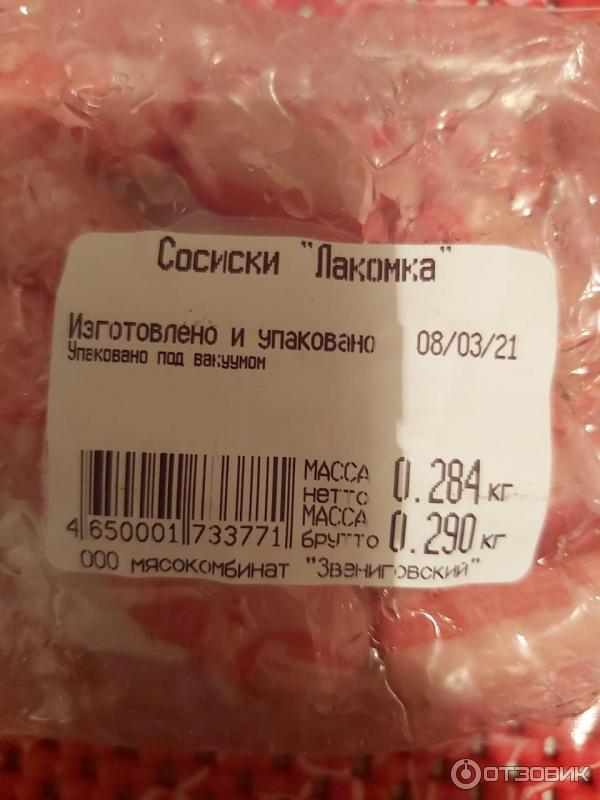 Сосиски "Лакомка"
Изготовлено и упаковано 08/03/21
Упаковано под вакуумом
МАССА нетто 0.284 кг
МАССА брутто 0.290 кг
4 650001 733771
ООО мясокомбинат "Звениговский"
ОТЗОВИК